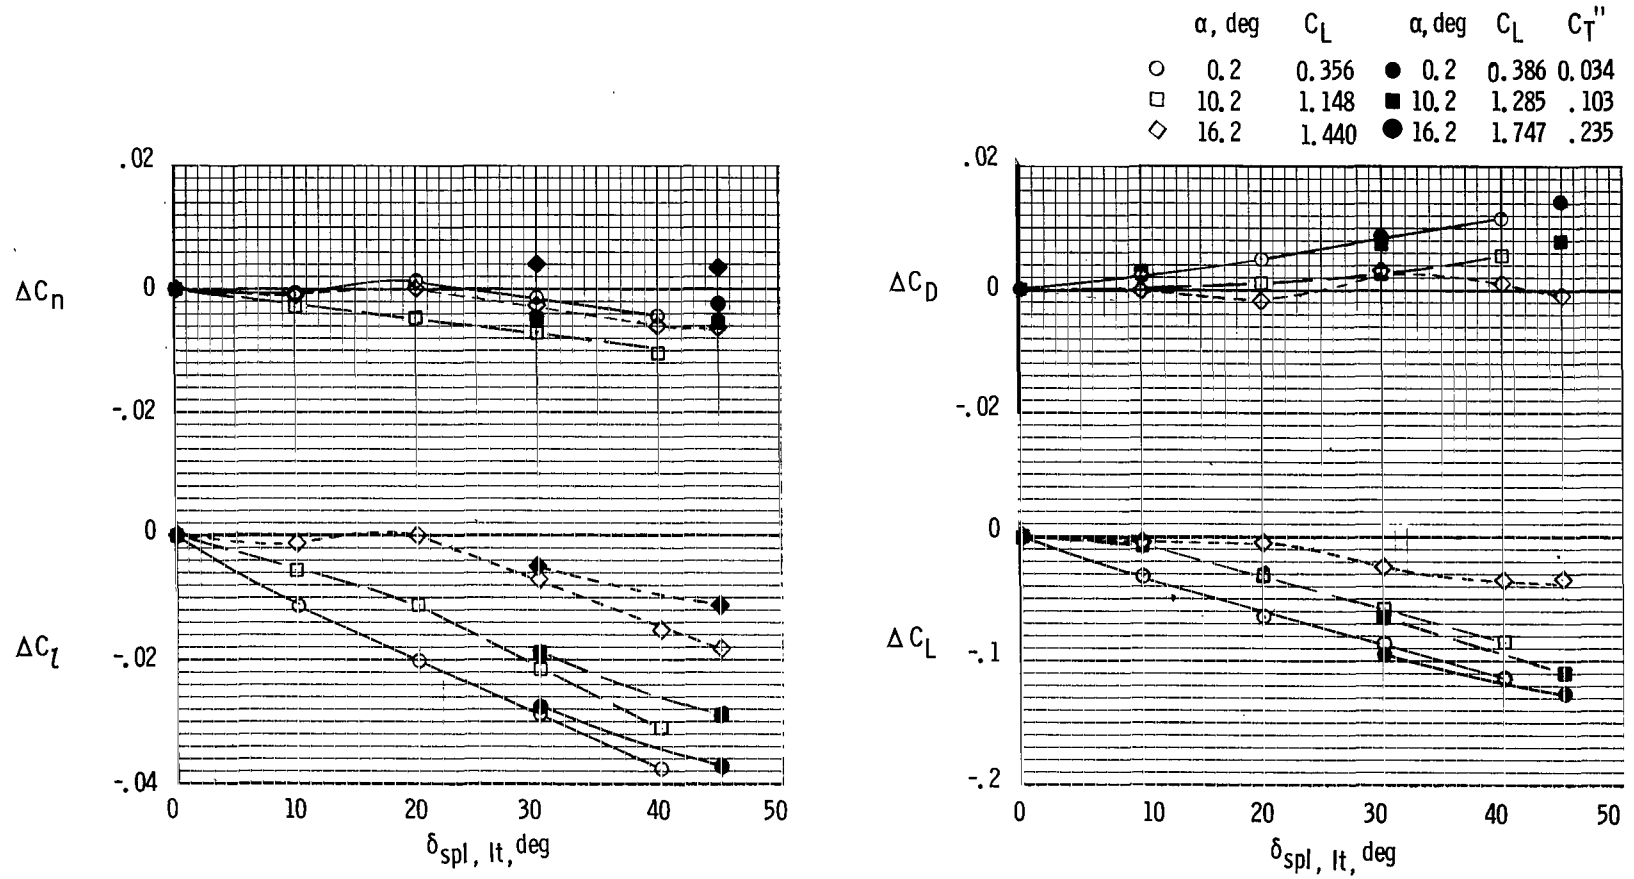 α, deg C_L α, deg C_L C_T"
○ 0.2 0.356 ● 0.2 0.386 0.034
□ 10.2 1.148 ■ 10.2 1.285 .103
◇ 16.2 1.440 ● 16.2 1.747 .235
.02
0
-.02
ΔC_n
0
-.02
-.04
ΔC_l
0 10 20 30 40 50
δ_spl, lt, deg
.02
0
-.02
ΔC_D
0
-.1
-.2
ΔC_L
0 10 20 30 40 50
δ_spl, lt, deg